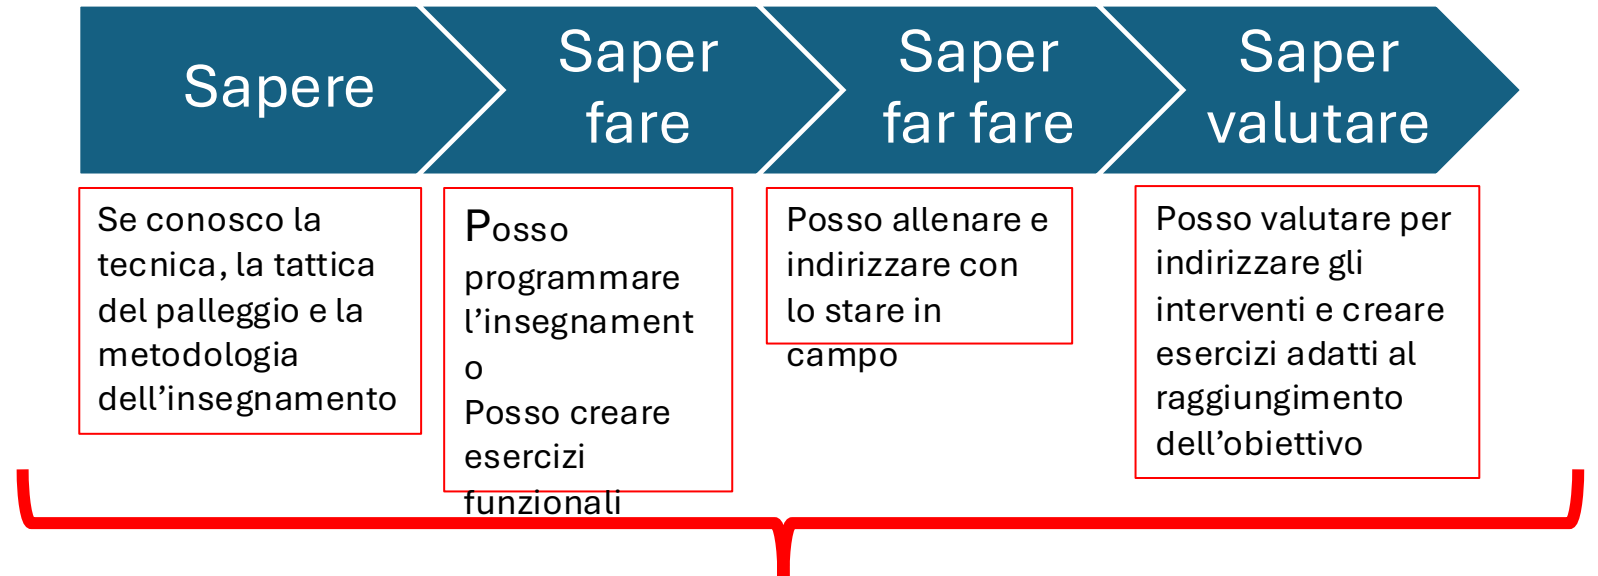 Sapere
Saper
fare
Saper
far fare
Saper
valutare
Se conosco la
tecnica, la tattica
del palleggio e la
metodologia
dell’insegnamento
Posso
programmare
l’insegnament
o
Posso creare
esercizi
funzionali
Posso allenare e
indirizzare con
lo stare in
campo
Posso valutare per
indirizzare gli
interventi e creare
esercizi adatti al
raggiungimento
dell’obiettivo